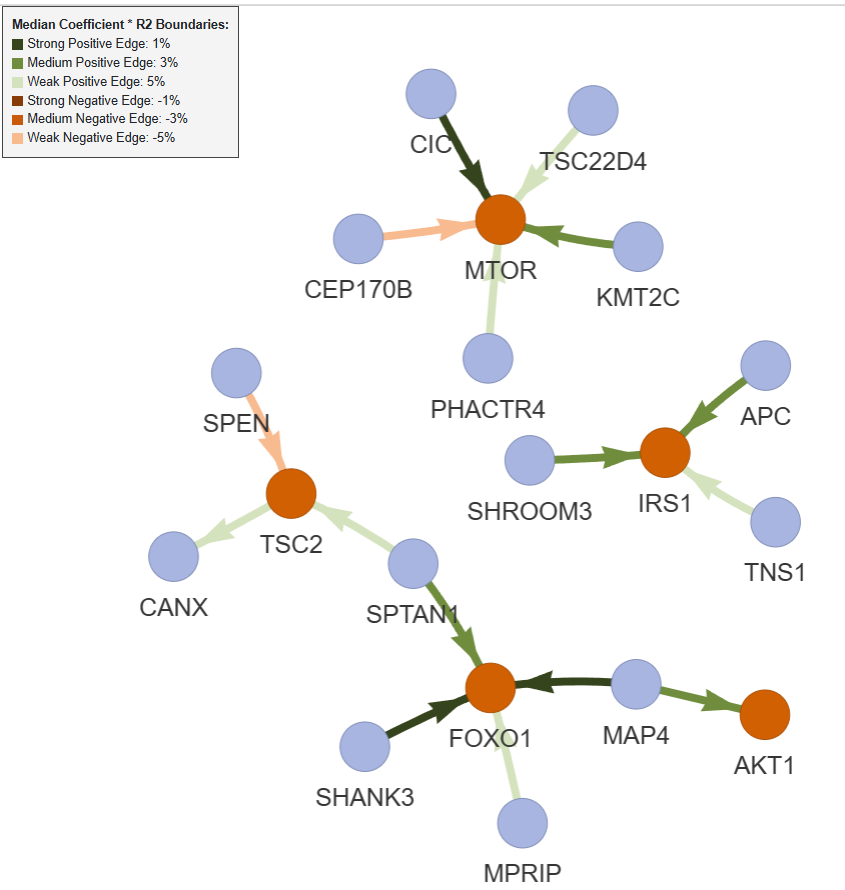 Median Coefficient * R2 Boundaries:
Strong Positive Edge: 1%
Medium Positive Edge: 3%
Weak Positive Edge: 5%
Strong Negative Edge: -1%
Medium Negative Edge: -3%
Weak Negative Edge: -5%
CIC
TSC22D4
MTOR
CEP170B
KMT2C
PHACTR4
SPEN
APC
SHROOM3
IRS1
TSC2
TNS1
CANX
SPTAN1
FOXO1
MAP4
AKT1
SHANK3
MPRIP